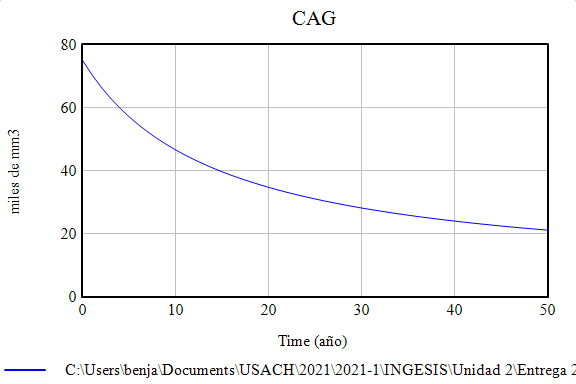 CAG
80
60
40
20
0
miles de mm3
0 10 20 30 40 50
Time (año)
C:\Users\benja\Documents\USACH\2021\2021-1\INGESIS\Unidad 2\Entrega 2